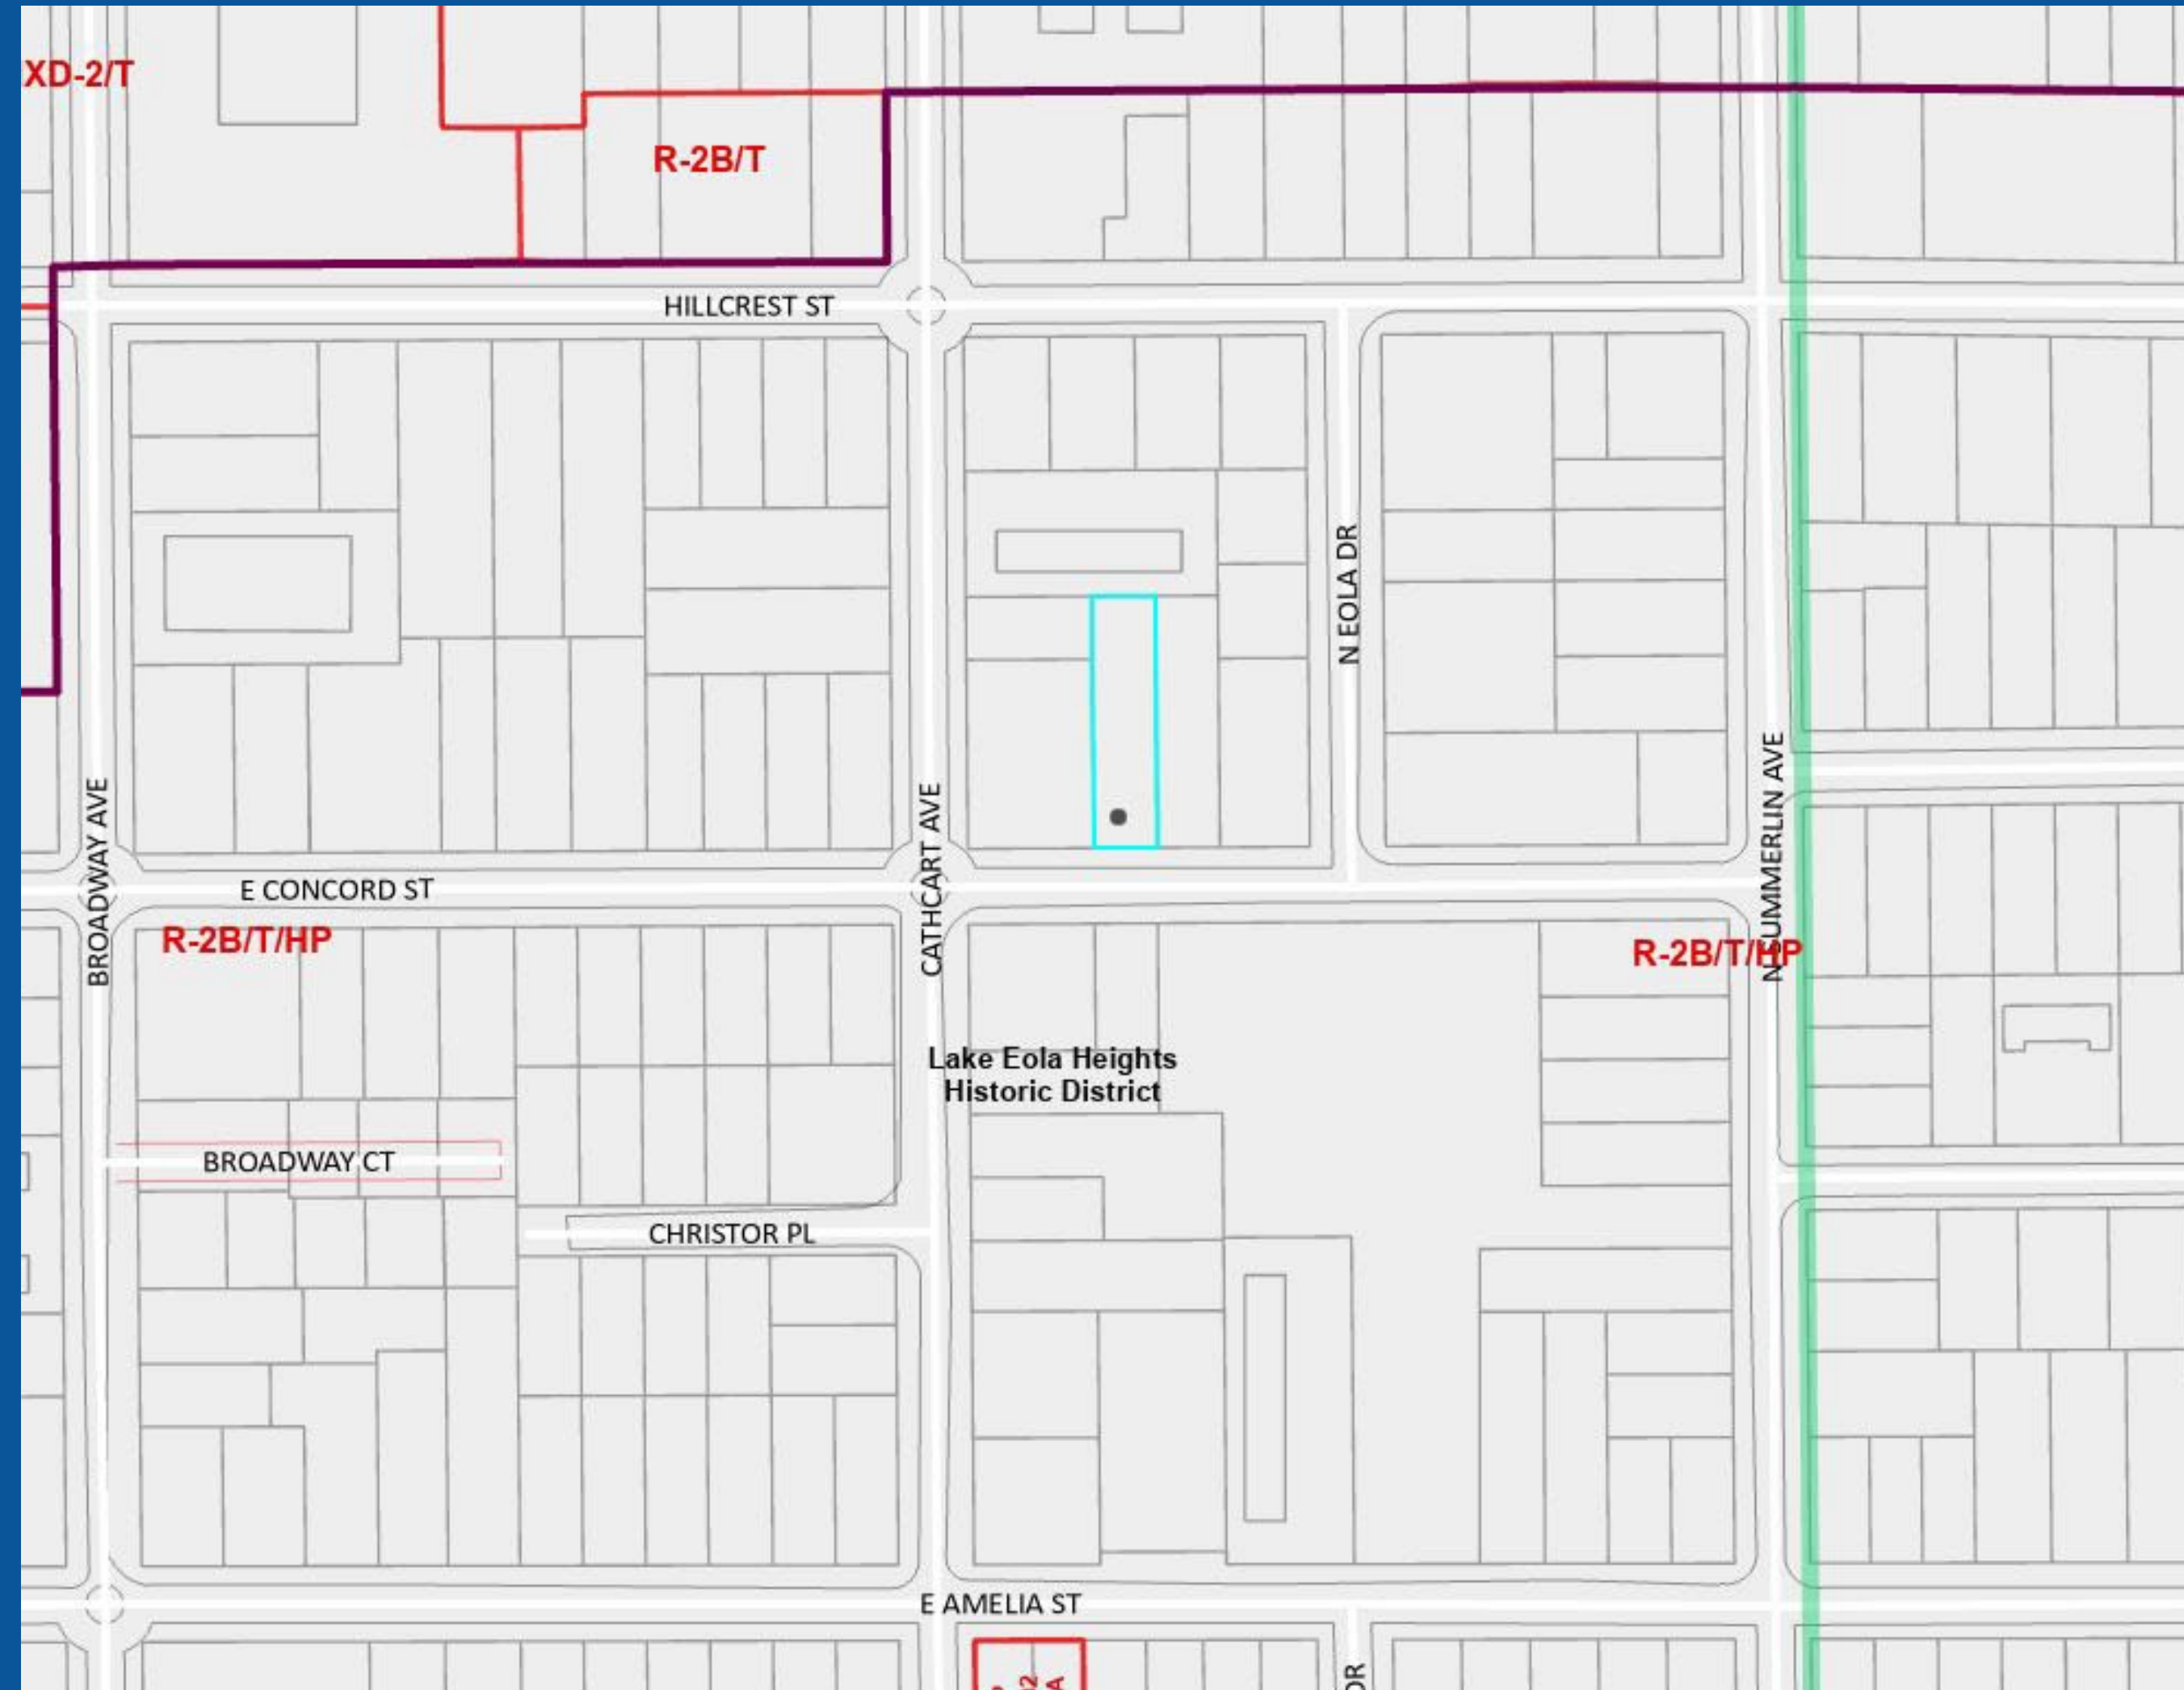 XD-2/T
R-2B/T
HILLCREST ST
N EOLA DR
BROADWAY AVE
CATHCART AVE
N SUMMERLIN AVE
E CONCORD ST
R-2B/T/HP
R-2B/T/HP
Lake Eola Heights
Historic District
BROADWAY CT
CHRISTOR PL
E AMELIA ST
DR